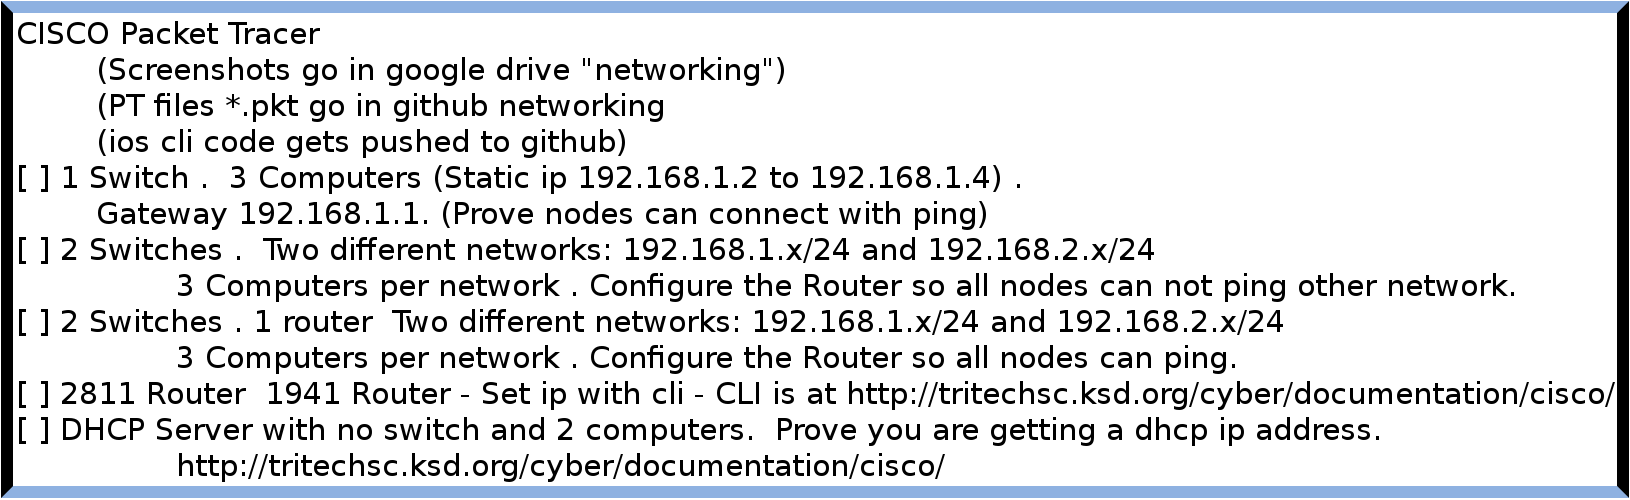 CISCO Packet Tracer
(Screenshots go in google drive "networking")
(PT files *.pkt go in github networking
(ios cli code gets pushed to github)
[ ] 1 Switch .  3 Computers (Static ip 192.168.1.2 to 192.168.1.4) .
Gateway 192.168.1.1. (Prove nodes can connect with ping)
[ ] 2 Switches .  Two different networks: 192.168.1.x/24 and 192.168.2.x/24
3 Computers per network . Configure the Router so all nodes can not ping other network.
[ ] 2 Switches . 1 router  Two different networks: 192.168.1.x/24 and 192.168.2.x/24
3 Computers per network . Configure the Router so all nodes can ping.
[ ] 2811 Router  1941 Router - Set ip with cli - CLI is at http://tritechsc.ksd.org/cyber/documentation/cisco/
[ ] DHCP Server with no switch and 2 computers.  Prove you are getting a dhcp ip address.
http://tritechsc.ksd.org/cyber/documentation/cisco/